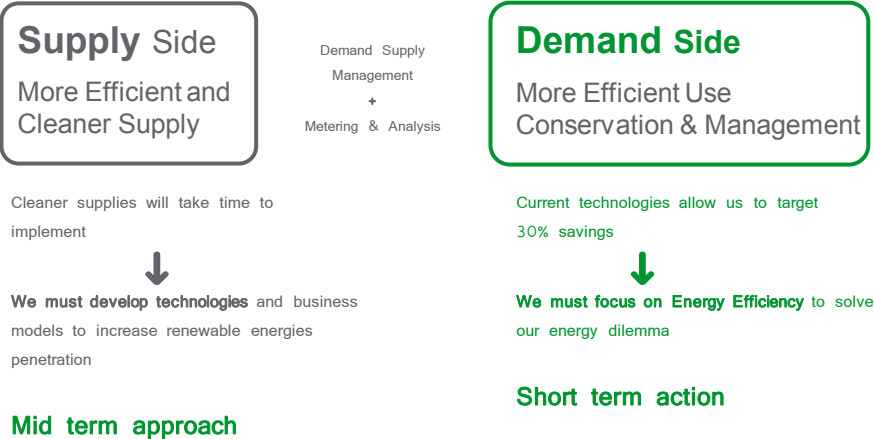 Supply Side
More Efficient and
Cleaner Supply
Demand Supply
Management
+
Metering & Analysis
Demand Side
More Efficient Use
Conservation & Management
Cleaner supplies will take time to
implement
We must develop technologies and business
models to increase renewable energies
penetration
Mid term approach
Current technologies allow us to target
30% savings
We must focus on Energy Efficiency to solve
our energy dilemma
Short term action